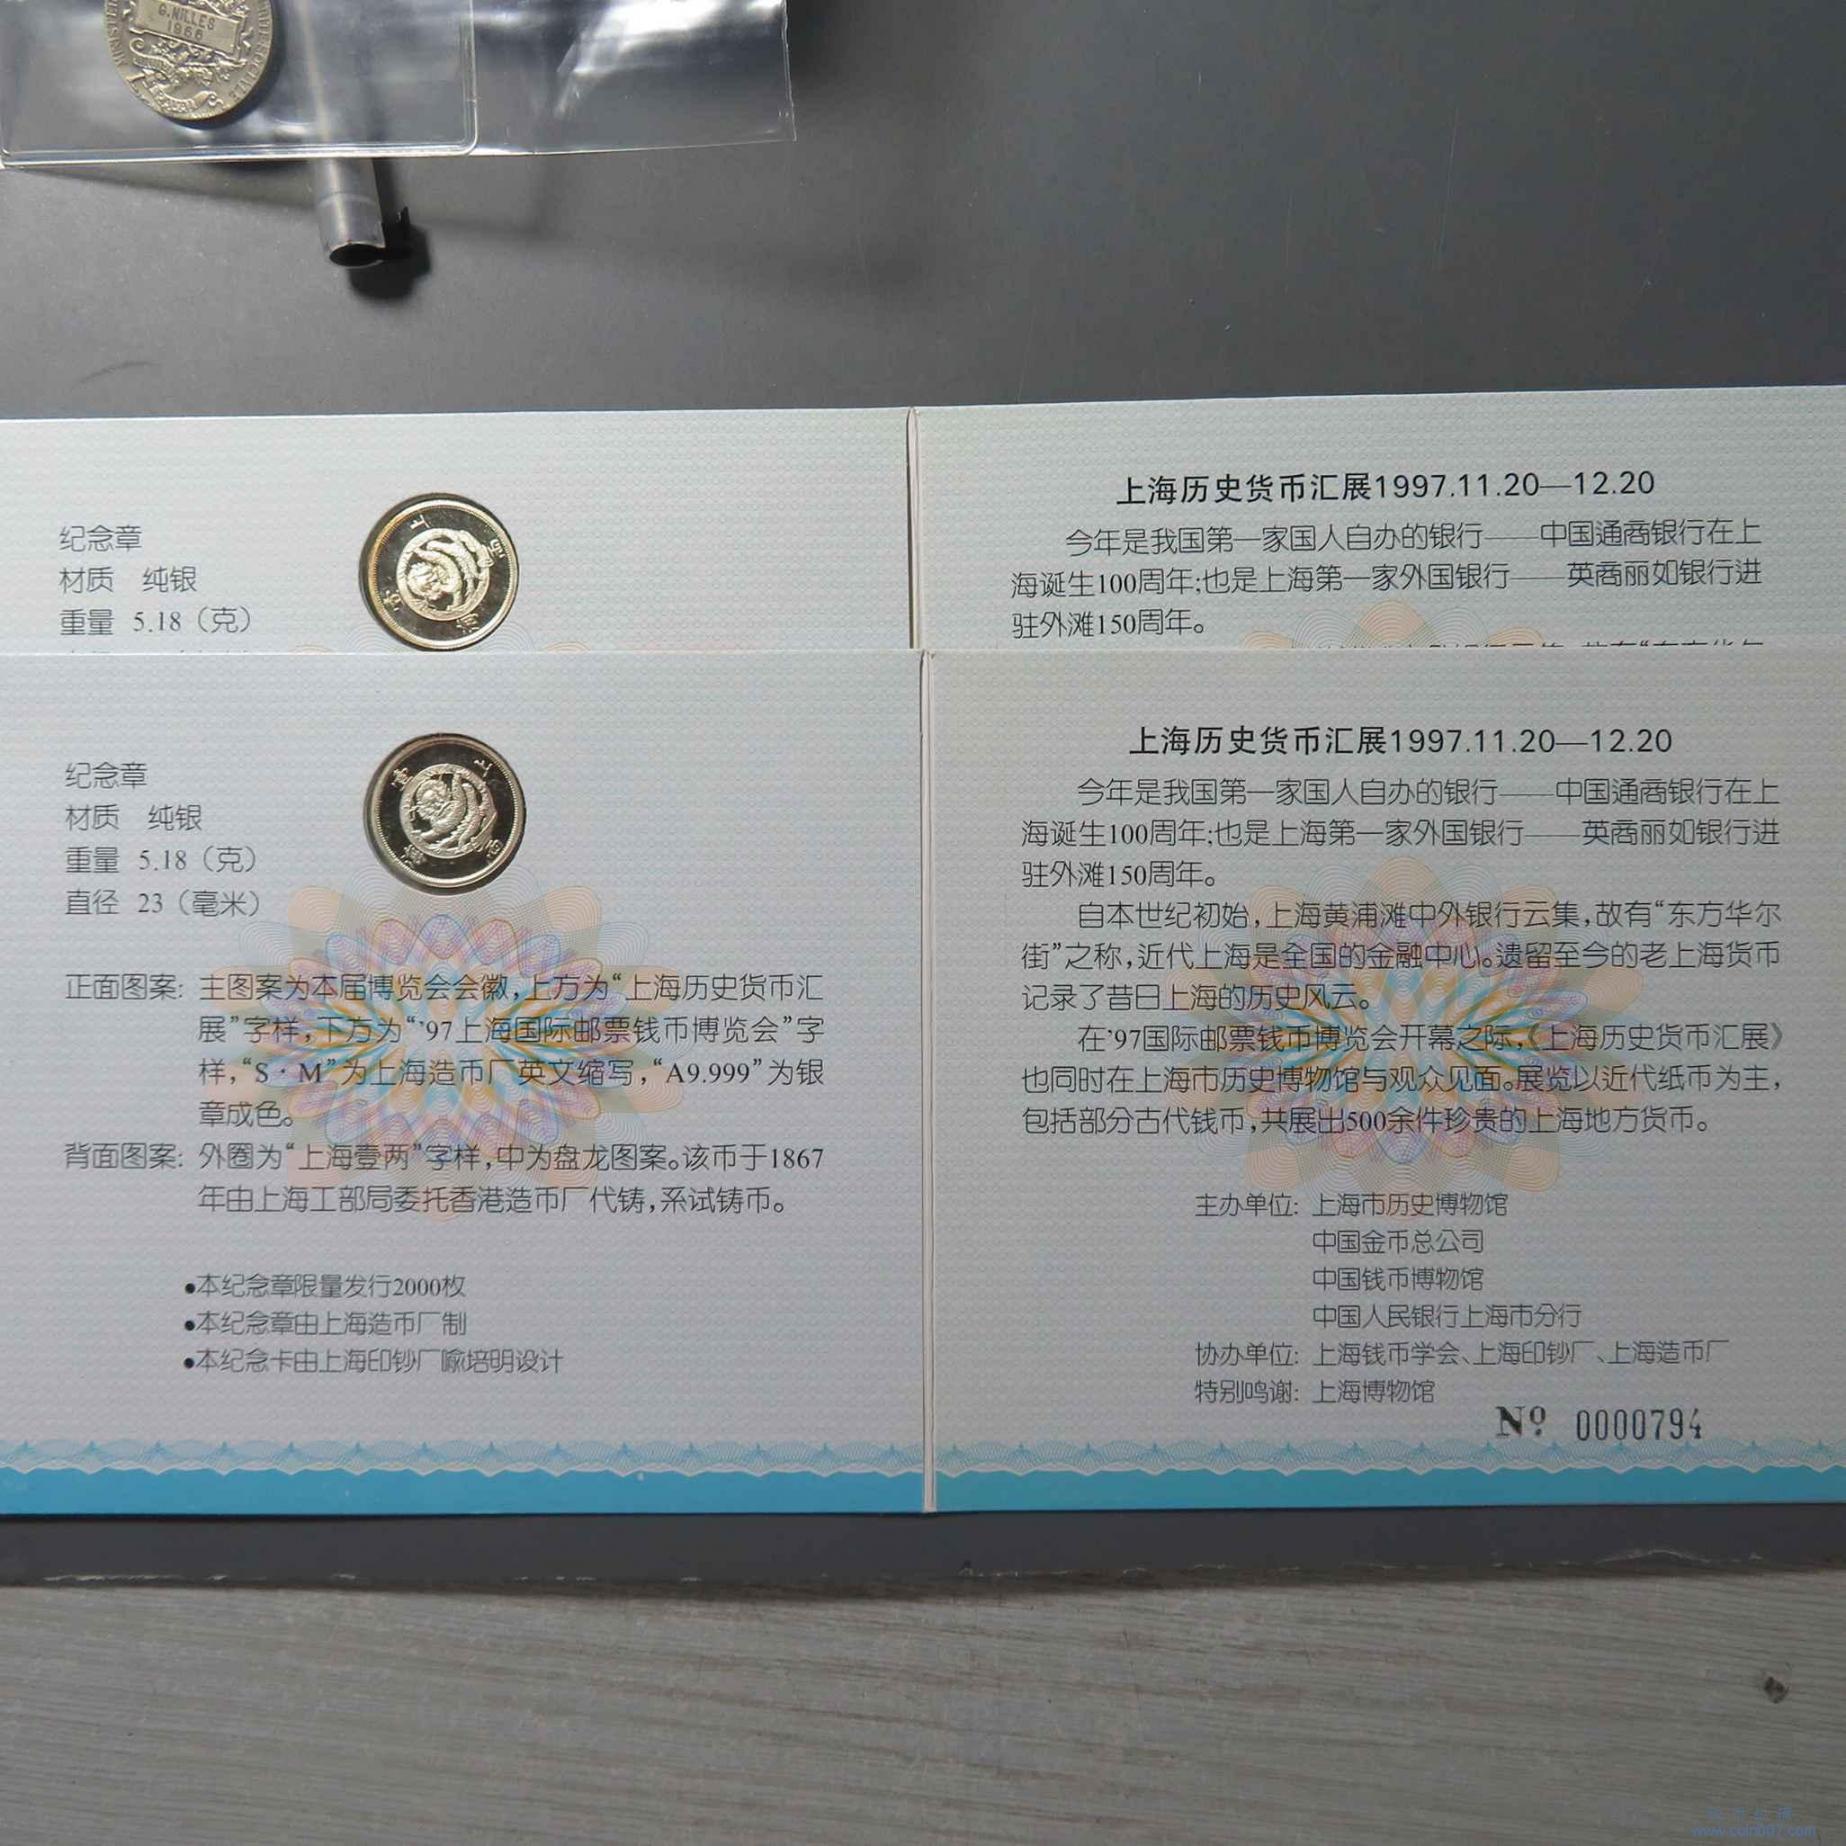 G.NILLES
1966
纪念章
材质 纯银
重量 5.18（克）
上海历史货币汇展1997.11.20—12.20
今年是我国第一家国人自办的银行——中国通商银行在上
海诞生100周年;也是上海第一家外国银行——英商丽如银行进
驻外滩150周年。
纪念章
材质 纯银
重量 5.18（克）
直径 23（毫米）
正面图案: 主图案为本届博览会会徽,上方为“上海历史货币汇
展”字样,下方为“’97上海国际邮票钱币博览会”字
样,“S·M”为上海造币厂英文缩写,“A9.999”为银
章成色。
背面图案: 外圈为“上海壹两”字样,中为盘龙图案。该币于1867
年由上海工部局委托香港造币厂代铸,系试铸币。
●本纪念章限量发行2000枚
●本纪念章由上海造币厂制
●本纪念卡由上海印钞厂喻培明设计
上海历史货币汇展1997.11.20—12.20
今年是我国第一家国人自办的银行——中国通商银行在上
海诞生100周年;也是上海第一家外国银行——英商丽如银行进
驻外滩150周年。
自本世纪初始,上海黄浦滩中外银行云集,故有“东方华尔
街”之称,近代上海是全国的金融中心。遗留至今的老上海货币
记录了昔日上海的历史风云。
在’97国际邮票钱币博览会开幕之际,《上海历史货币汇展》
也同时在上海市历史博物馆与观众见面。展览以近代纸币为主,
包括部分古代钱币,共展出500余件珍贵的上海地方货币。
主办单位: 上海市历史博物馆
中国金币总公司
中国钱币博物馆
中国人民银行上海市分行
协办单位: 上海钱币学会、上海印钞厂、上海造币厂
特别鸣谢: 上海博物馆
№ 0000794
www.coin007.com